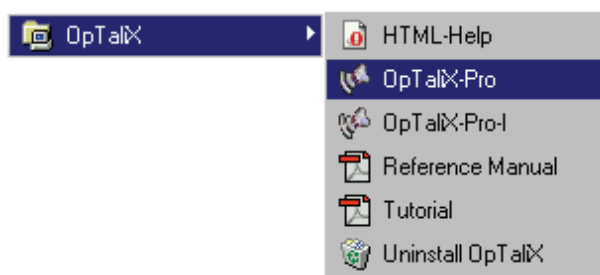 OpTaliX
HTML-Help
OpTaliX-Pro
OpTaliX-Pro-I
Reference Manual
Tutorial
Uninstall OpTaliX